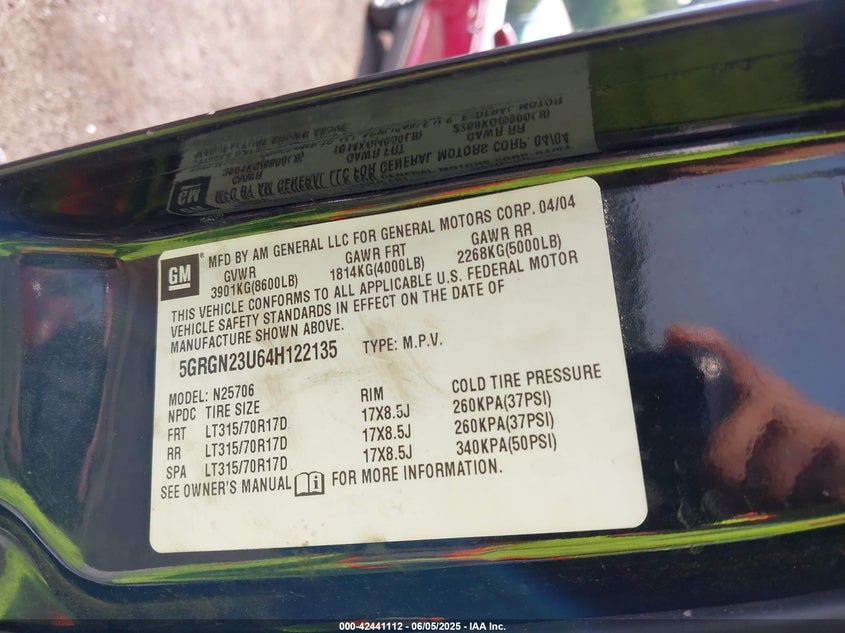 GM
MFD BY AM GENERAL LLC FOR GENERAL MOTORS CORP. 04/04
GVWR GAWR FRT GAWR RR
3901KG(8600LB) 1814KG(4000LB) 2268KG(5000LB)
THIS VEHICLE CONFORMS TO ALL APPLICABLE U.S. FEDERAL MOTOR
VEHICLE SAFETY STANDARDS IN EFFECT ON THE DATE OF
MANUFACTURE SHOWN ABOVE.
5GRGN23U64H122135 TYPE: M.P.V.
MODEL: N25706
NPDC TIRE SIZE RIM COLD TIRE PRESSURE
FRT LT315/70R17D 17X8.5J 260KPA(37PSI)
RR LT315/70R17D 17X8.5J 260KPA(37PSI)
SPA LT315/70R17D 17X8.5J 340KPA(50PSI)
SEE OWNER'S MANUAL i FOR MORE INFORMATION.
000-42441112 - 06/05/2025 - IAA Inc.